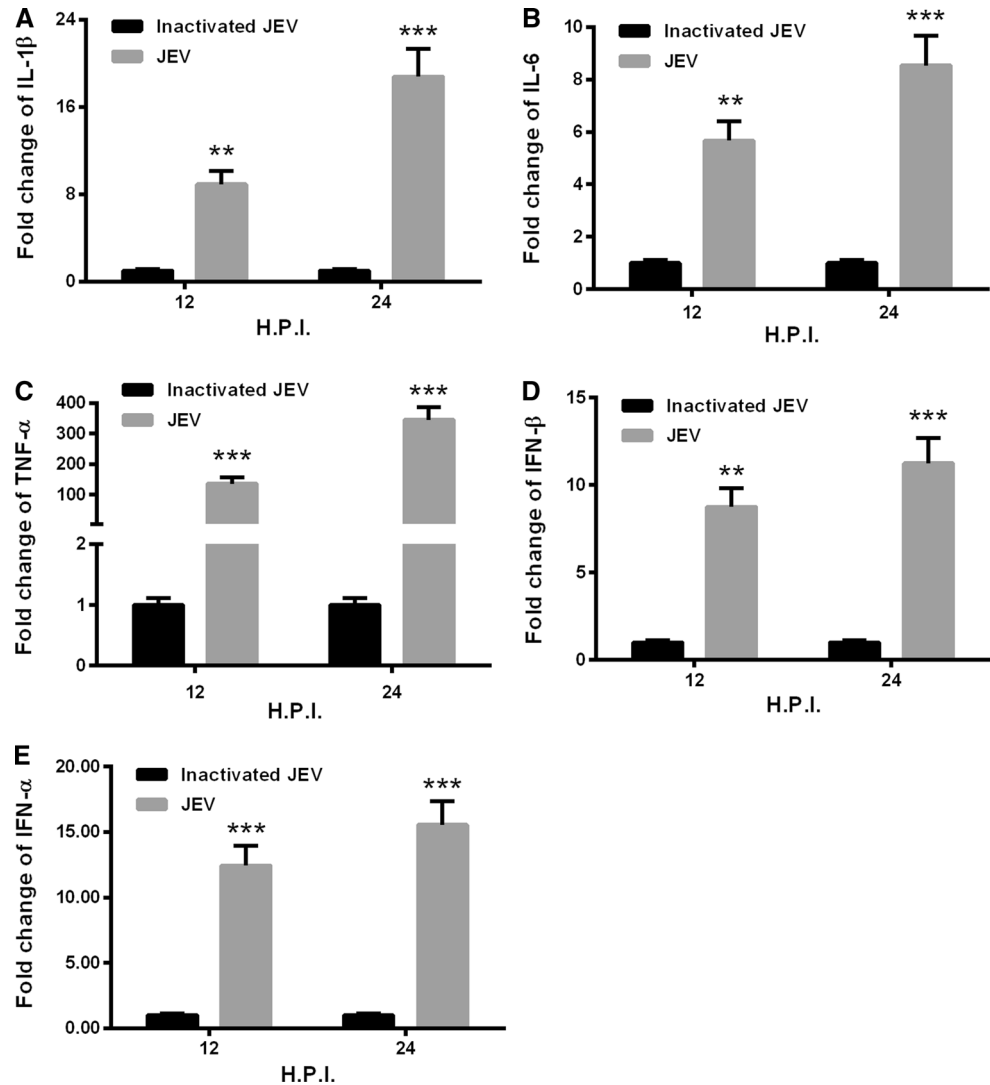 A
Fold change of IL-1β
24
16
8
0
Inactivated JEV
JEV
**
***
12
24
H.P.I.
B
Fold change of IL-6
10
8
6
4
2
0
Inactivated JEV
JEV
**
***
12
24
H.P.I.
C
Fold change of TNF-α
400
300
200
100
2
1
0
Inactivated JEV
JEV
***
***
12
24
H.P.I.
D
Fold change of IFN-β
15
10
5
0
Inactivated JEV
JEV
**
***
12
24
H.P.I.
E
Fold change of IFN-α
20.00
15.00
10.00
5.00
0.00
Inactivated JEV
JEV
***
***
12
24
H.P.I.